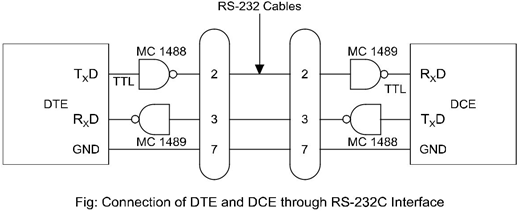 RS-232 Cables
MC 1488
MC 1489
TXD
TTL
2
2
TTL
RXD
DTE
DCE
RXD
3
3
TXD
MC 1489
MC 1488
GND
7
7
GND
Fig: Connection of DTE and DCE through RS-232C Interface